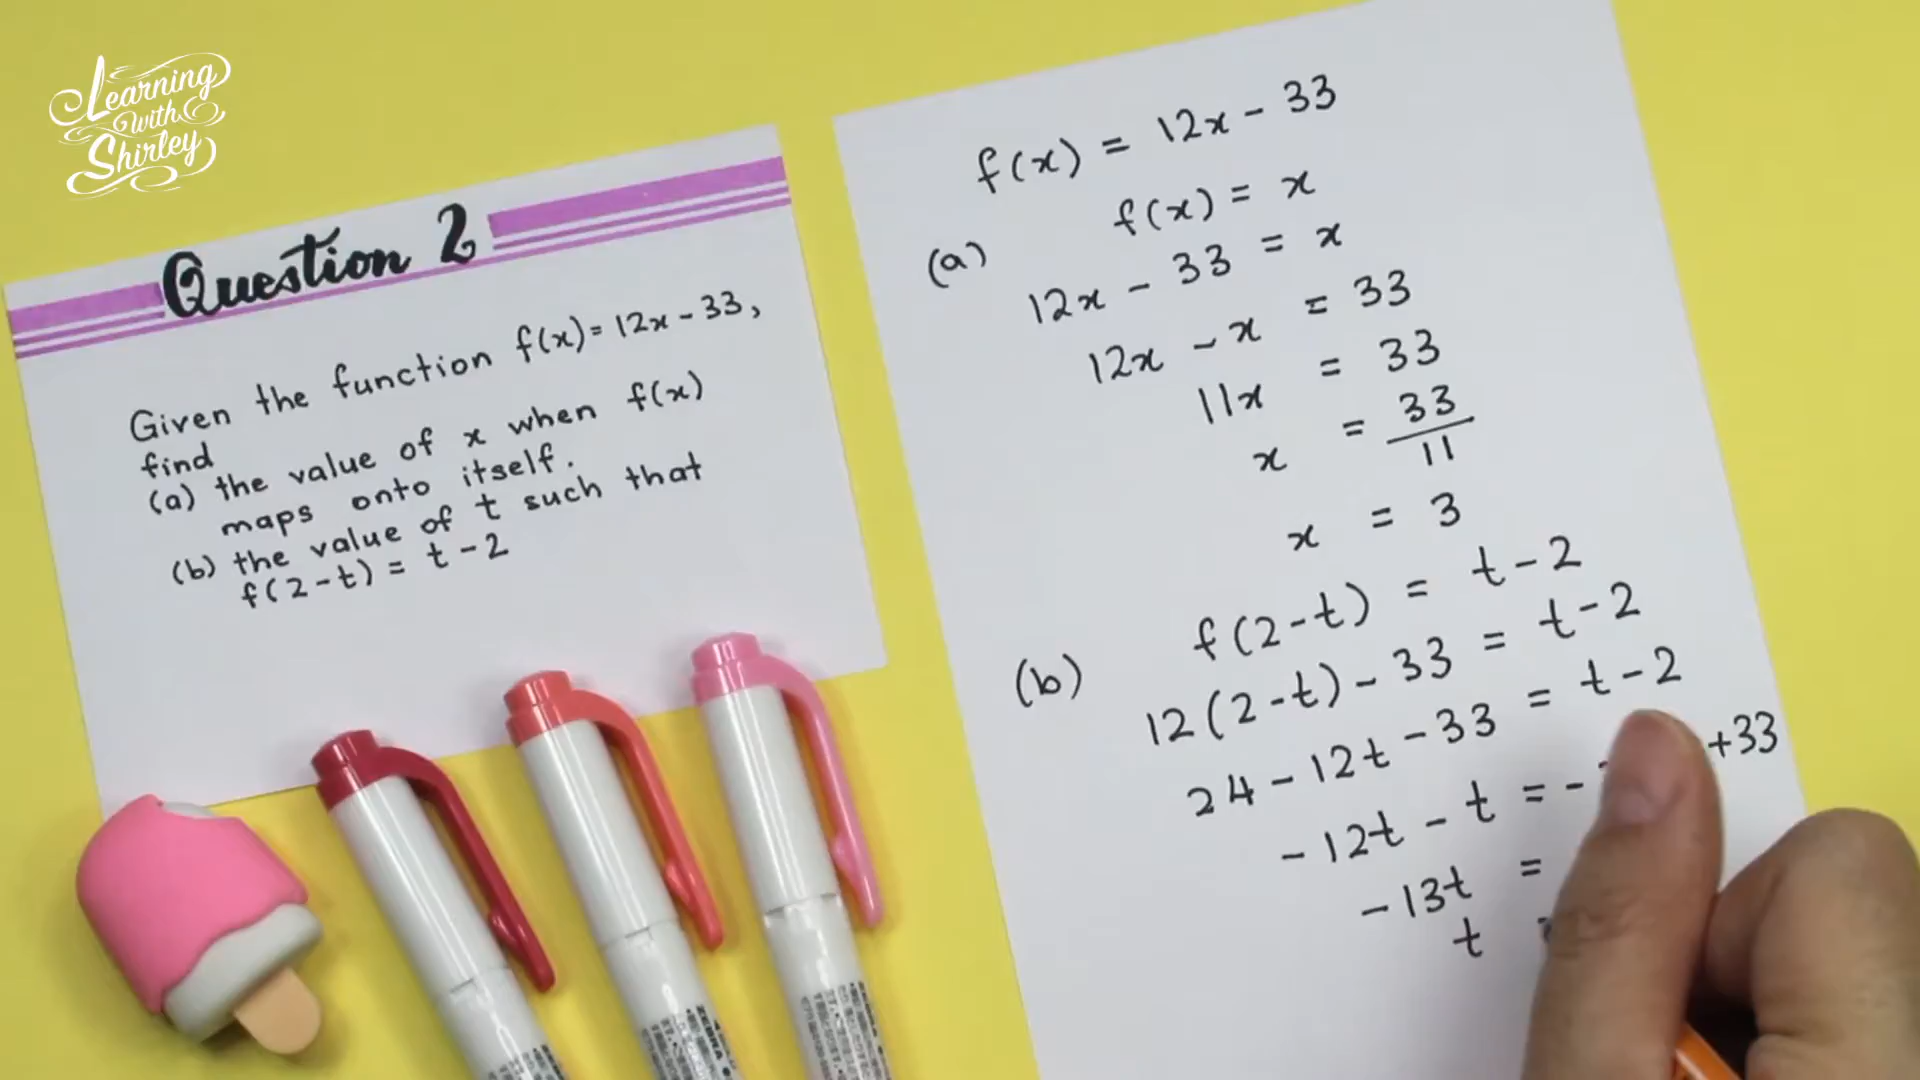 Learning
With
Shirley
Question 2
Given the function f(x) = 12x - 33,
find
(a) the value of x when f(x)
maps onto itself.
(b) the value of t such that
f(2-t) = t-2
f(x) = 12x - 33
(a) f(x) = x
12x - 33 = x
12x - x = 33
11x = 33
x = 33/11
x = 3
(b) f(2-t) = t-2
12(2-t) - 33 = t-2
24 - 12t - 33 = t-2
-12t - t = - +33
-13t =
t
ZEBRA